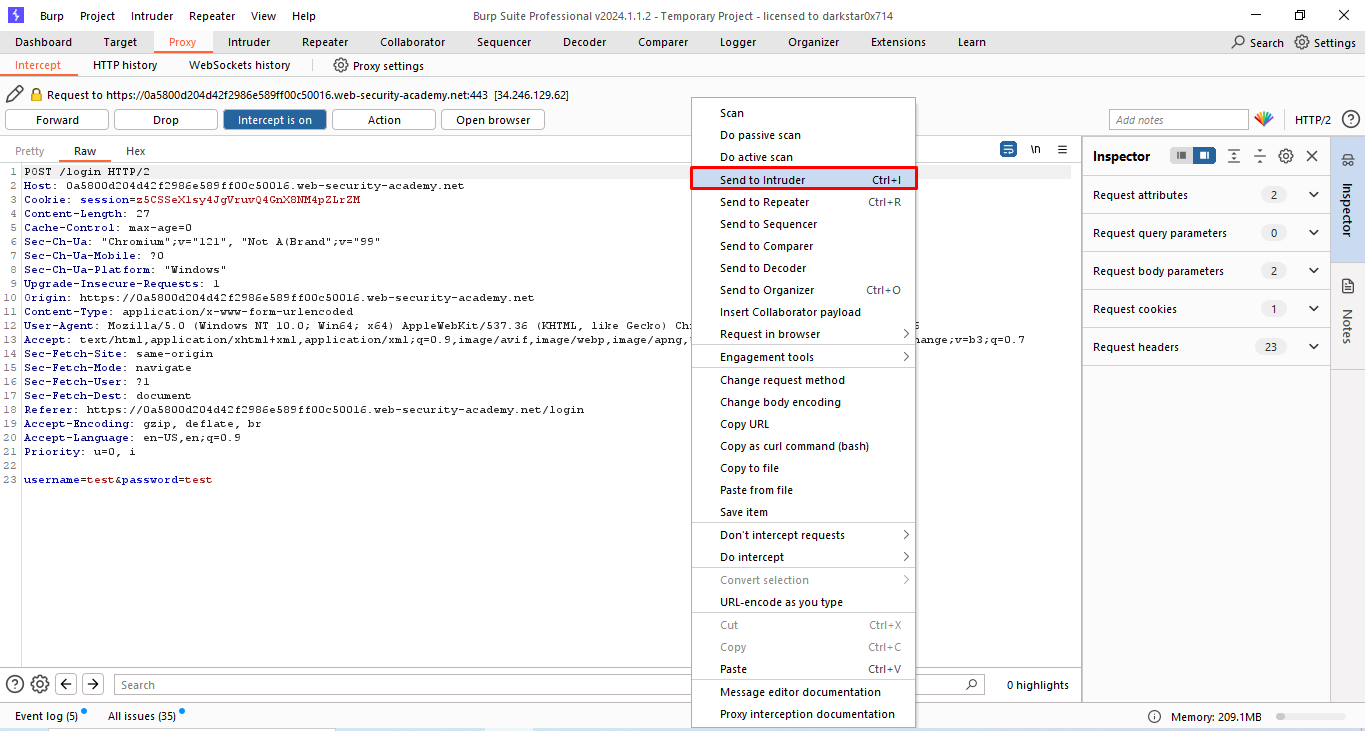 Burp Project Intruder Repeater View Help
Burp Suite Professional v2024.1.1.2 - Temporary Project - licensed to darkstar0x714
Dashboard Target Proxy Intruder Repeater Collaborator Sequencer Decoder Comparer Logger Organizer Extensions Learn
Search Settings
Intercept HTTP history WebSockets history Proxy settings
Request to https://0a5800d204d42f2986e589ff00c50016.web-security-academy.net:443 [34.246.129.62]
Forward Drop Intercept is on Action Open browser
Add notes HTTP/2 ?
Pretty Raw Hex
\n
1 POST /login HTTP/2
2 Host: 0a5800d204d42f2986e589ff00c50016.web-security-academy.net
3 Cookie: session=z5CSSeXlsy4JgVruvQ4GnX8NM4pZLrZM
4 Content-Length: 27
5 Cache-Control: max-age=0
6 Sec-Ch-Ua: "Chromium";v="121", "Not A(Brand";v="99"
7 Sec-Ch-Ua-Mobile: ?0
8 Sec-Ch-Ua-Platform: "Windows"
9 Upgrade-Insecure-Requests: 1
10 Origin: https://0a5800d204d42f2986e589ff00c50016.web-security-academy.net
11 Content-Type: application/x-www-form-urlencoded
12 User-Agent: Mozilla/5.0 (Windows NT 10.0; Win64; x64) AppleWebKit/537.36 (KHTML, like Gecko) Ch 6
13 Accept: text/html,application/xhtml+xml,application/xml;q=0.9,image/avif,image/webp,image/apng, hange;v=b3;q=0.7
14 Sec-Fetch-Site: same-origin
15 Sec-Fetch-Mode: navigate
16 Sec-Fetch-User: ?1
17 Sec-Fetch-Dest: document
18 Referer: https://0a5800d204d42f2986e589ff00c50016.web-security-academy.net/login
19 Accept-Encoding: gzip, deflate, br
20 Accept-Language: en-US,en;q=0.9
21 Priority: u=0, i
22
23 username=test&password=test
Scan
Do passive scan
Do active scan
Send to Intruder Ctrl+I
Send to Repeater Ctrl+R
Send to Sequencer
Send to Comparer
Send to Decoder
Send to Organizer Ctrl+O
Insert Collaborator payload
Request in browser
Engagement tools
Change request method
Change body encoding
Copy URL
Copy as curl command (bash)
Copy to file
Paste from file
Save item
Don't intercept requests
Do intercept
Convert selection
URL-encode as you type
Cut Ctrl+X
Copy Ctrl+C
Paste Ctrl+V
Message editor documentation
Proxy interception documentation
Inspector
Request attributes 2
Request query parameters 0
Request body parameters 2
Request cookies 1
Request headers 23
Inspector
Notes
? Search 0 highlights
Event log (5) All issues (35) Memory: 209.1MB